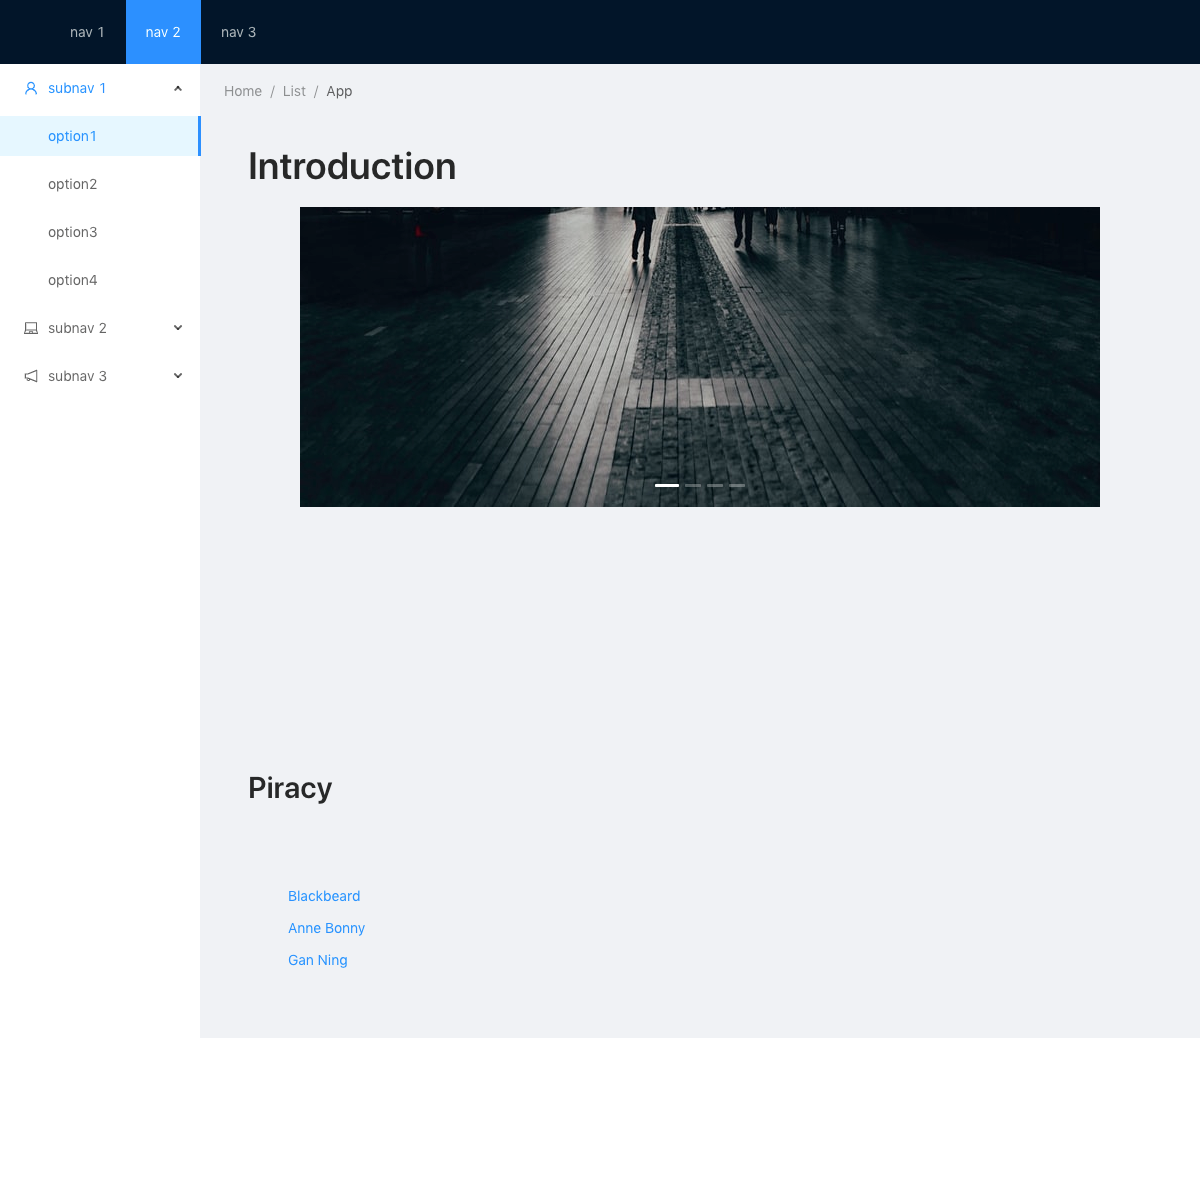 nav 1 nav 2 nav 3
subnav 1
option1
option2
option3
option4
subnav 2
subnav 3
Home / List / App
Introduction
Piracy
Blackbeard
Anne Bonny
Gan Ning